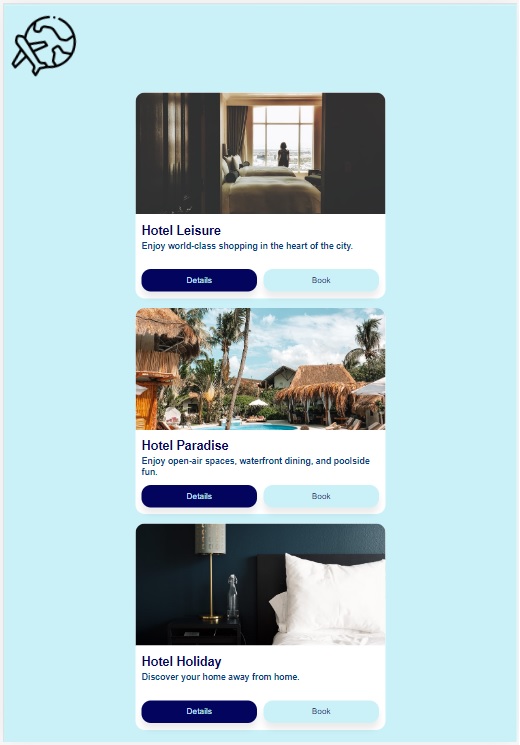 Hotel Leisure
Enjoy world-class shopping in the heart of the city.
Details Book
Hotel Paradise
Enjoy open-air spaces, waterfront dining, and poolside
fun.
Details Book
Hotel Holiday
Discover your home away from home.
Details Book